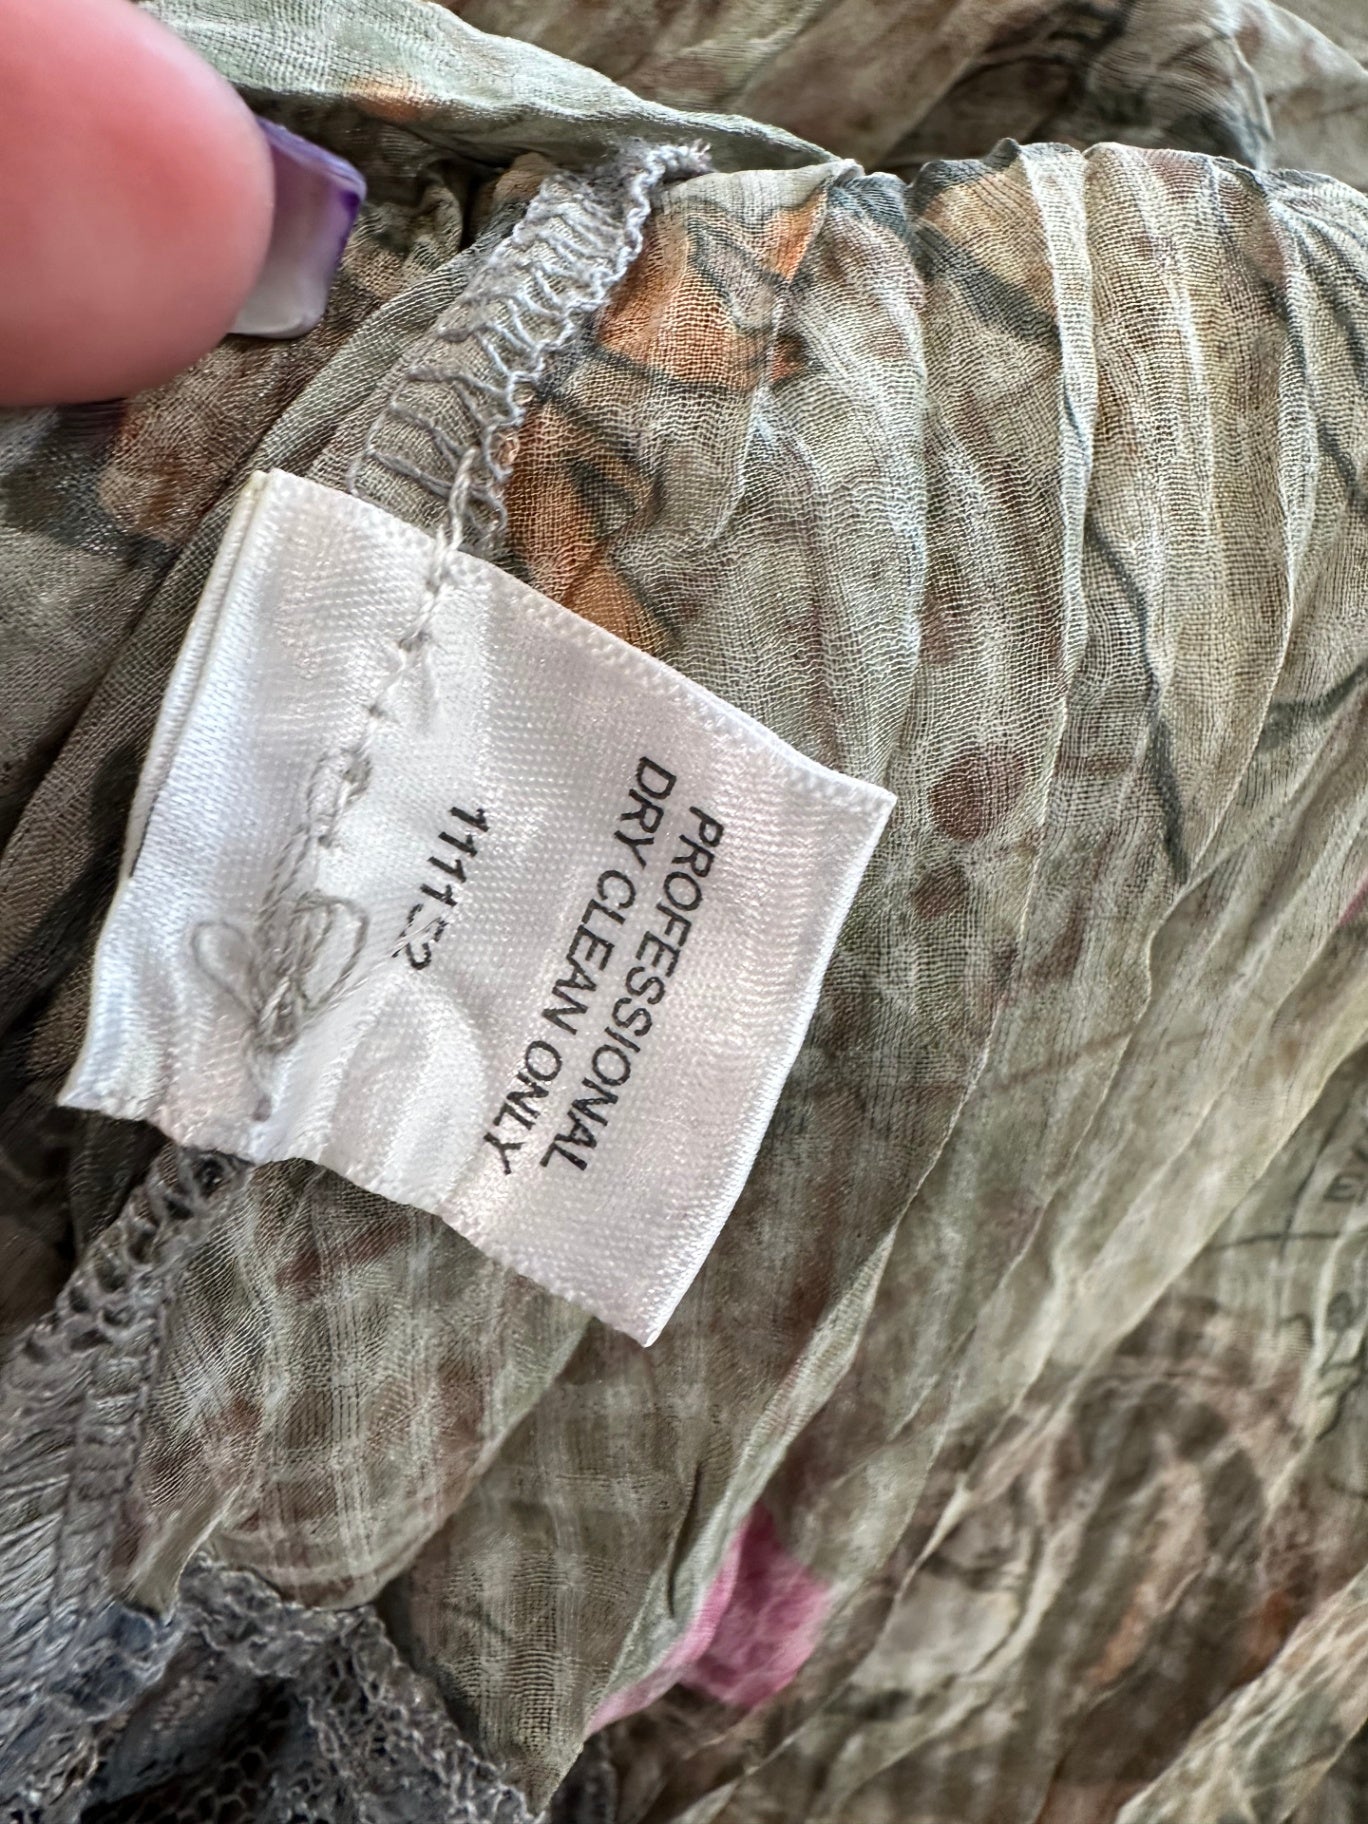 PROFESSIONAL
DRY CLEAN ONLY
111152